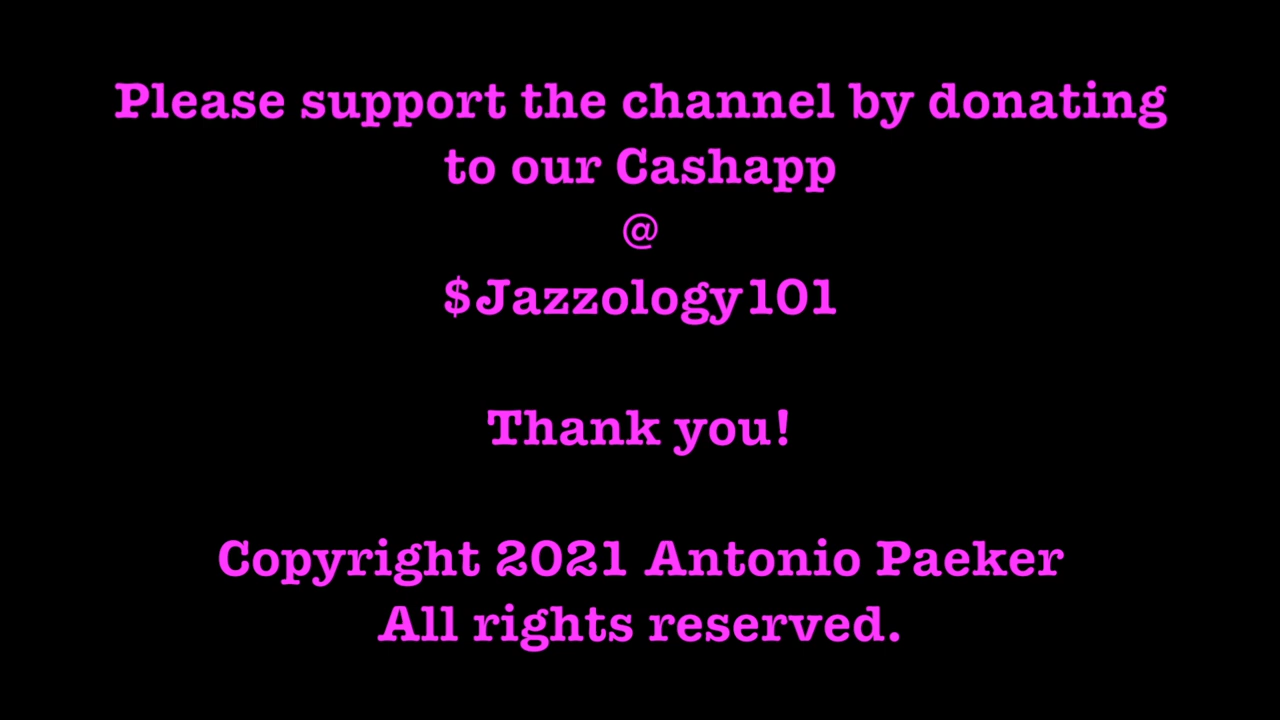 Please support the channel by donating
to our Cashapp
@
$Jazzology101
Thank you!
Copyright 2021 Antonio Paeker
All rights reserved.